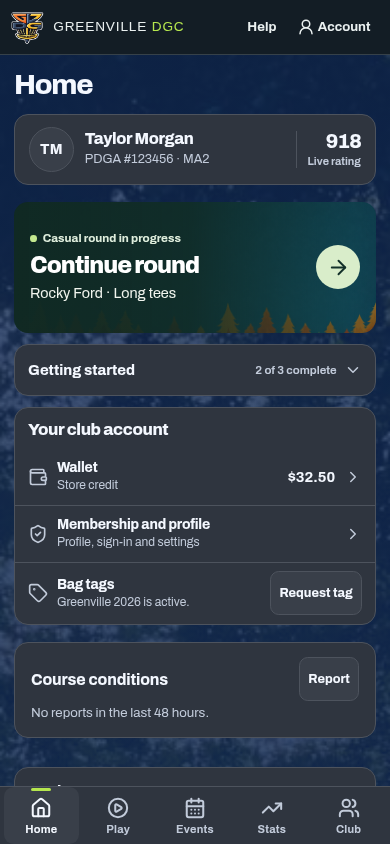 GREENVILLE DGC
Help
Account
Home
TM
Taylor Morgan
PDGA #123456 · MA2
918
Live rating
Casual round in progress
Continue round
Rocky Ford · Long tees
Getting started
2 of 3 complete
Your club account
Wallet
Store credit
$32.50
Membership and profile
Profile, sign-in and settings
Bag tags
Greenville 2026 is active.
Request tag
Course conditions
Report
No reports in the last 48 hours.
Home
Play
Events
Stats
Club